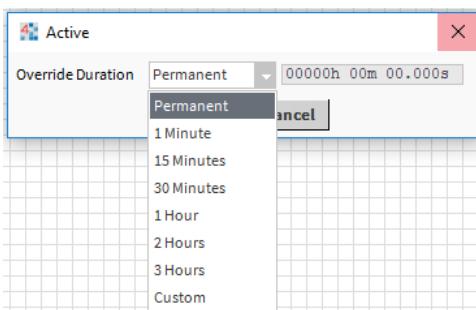 Active
Override Duration Permanent 00000h 00m 00.000s
Permanent
1 Minute
15 Minutes
30 Minutes
1 Hour
2 Hours
3 Hours
Custom